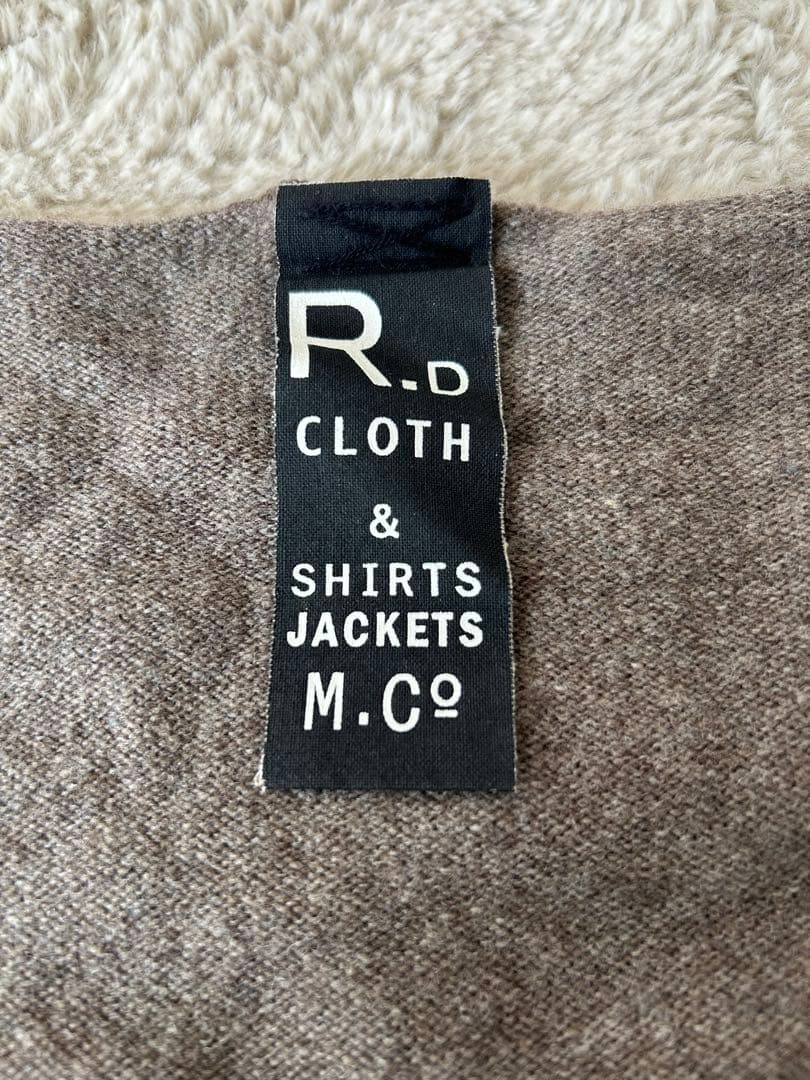 R.D
CLOTH
&
SHIRTS
JACKETS
M.Cº